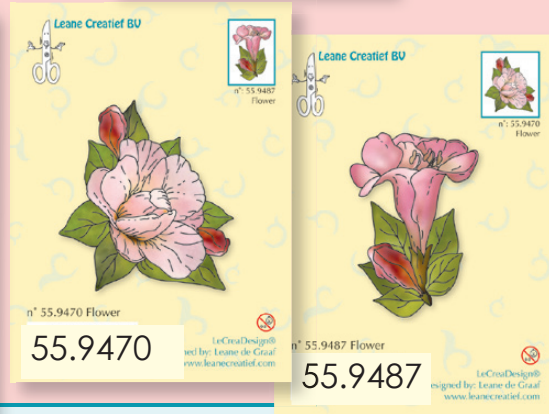 Leane Creatief BV
n°: 55.9487
Flower
n° 55.9470 Flower
55.9470
LeCreaDesign®
ned by: Leane de Graaf
www.leanecreatief.com
Leane Creatief BV
n°: 55.9470
Flower
n° 55.9487 Flower
55.9487
LeCreaDesign®
esigned by: Leane de Graaf
www.leanecreatief.com